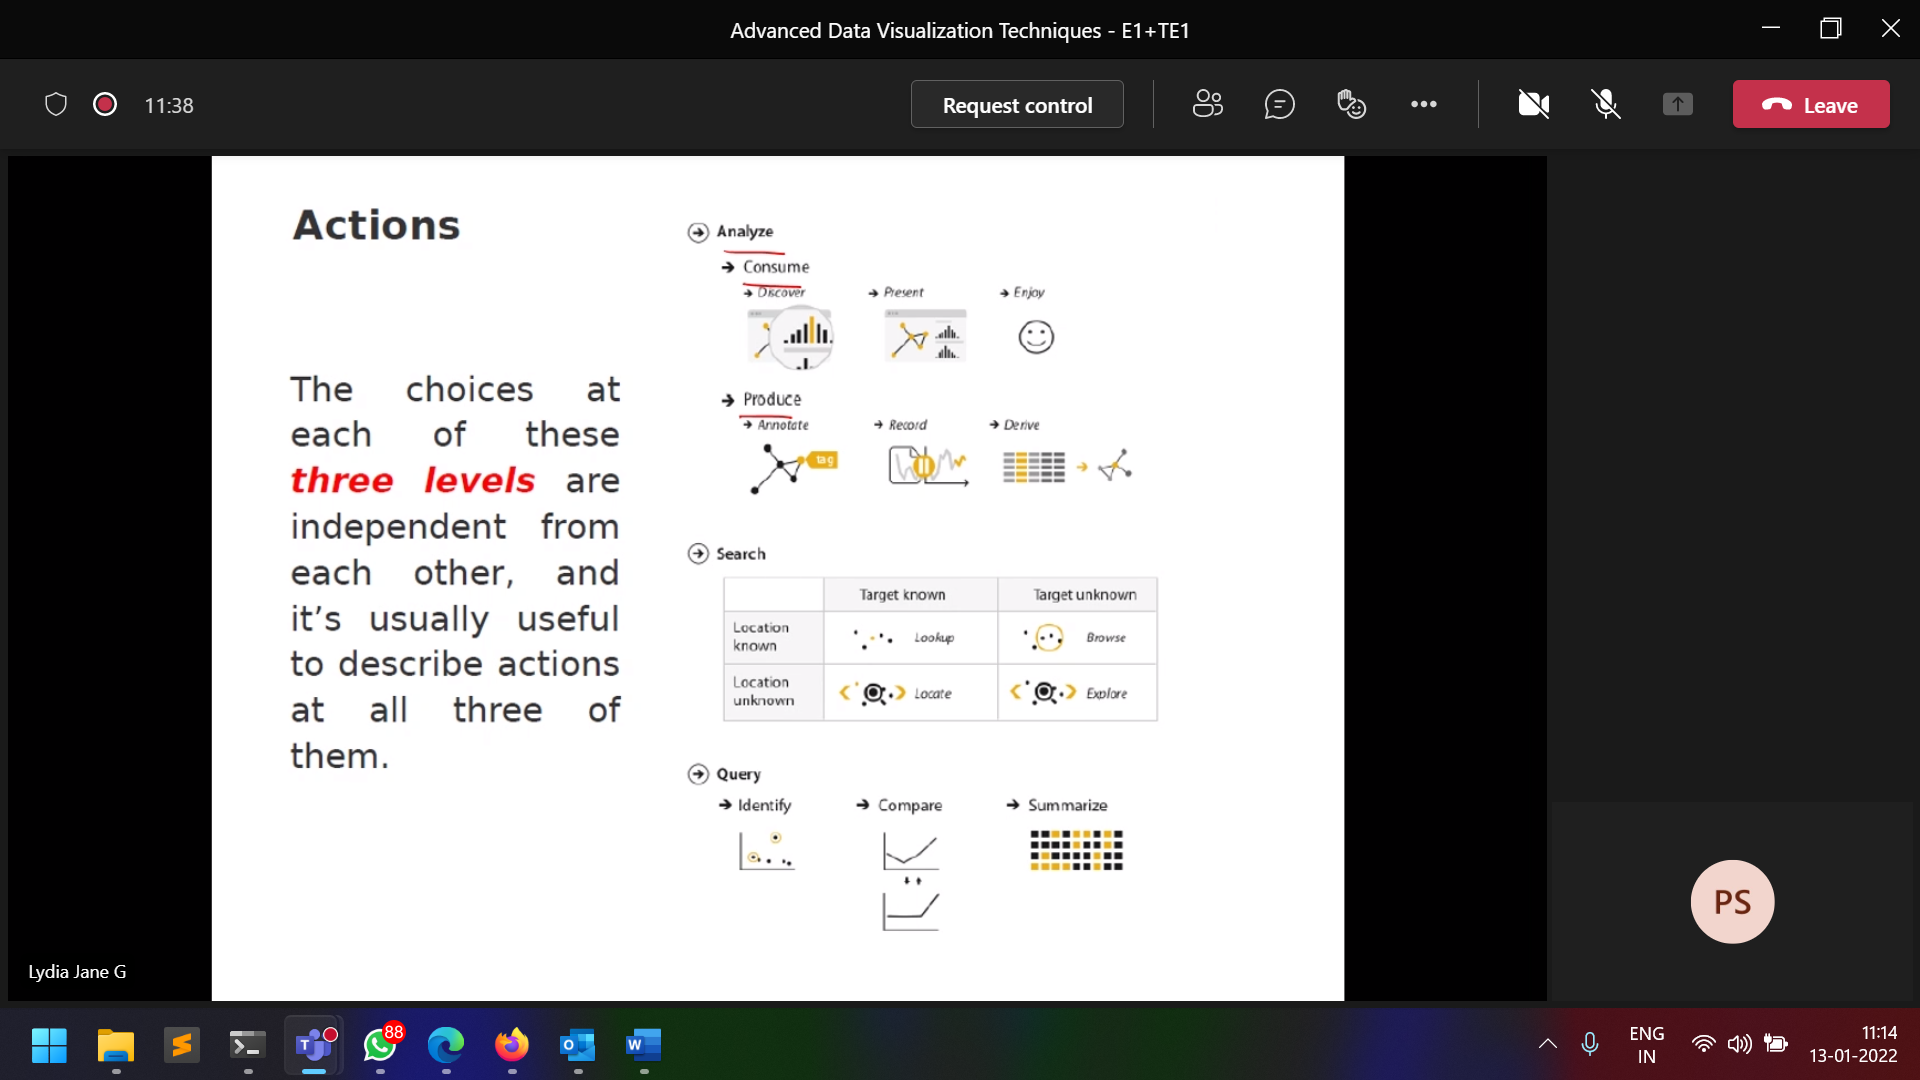 Advanced Data Visualization Techniques - E1+TE1
11:38
Request control
Leave
Actions
The choices at
each of these
three levels are
independent from
each other, and
it's usually useful
to describe actions
at all three of
them.
Analyze
Consume
Discover
Present
Enjoy
Produce
Annotate
Record
Derive
tag
Search
Target known
Target unknown
Location
known
Lookup
Browse
Location
unknown
Locate
Explore
Query
Identify
Compare
Summarize
Lydia Jane G
PS
88
ENG
IN
11:14
13-01-2022